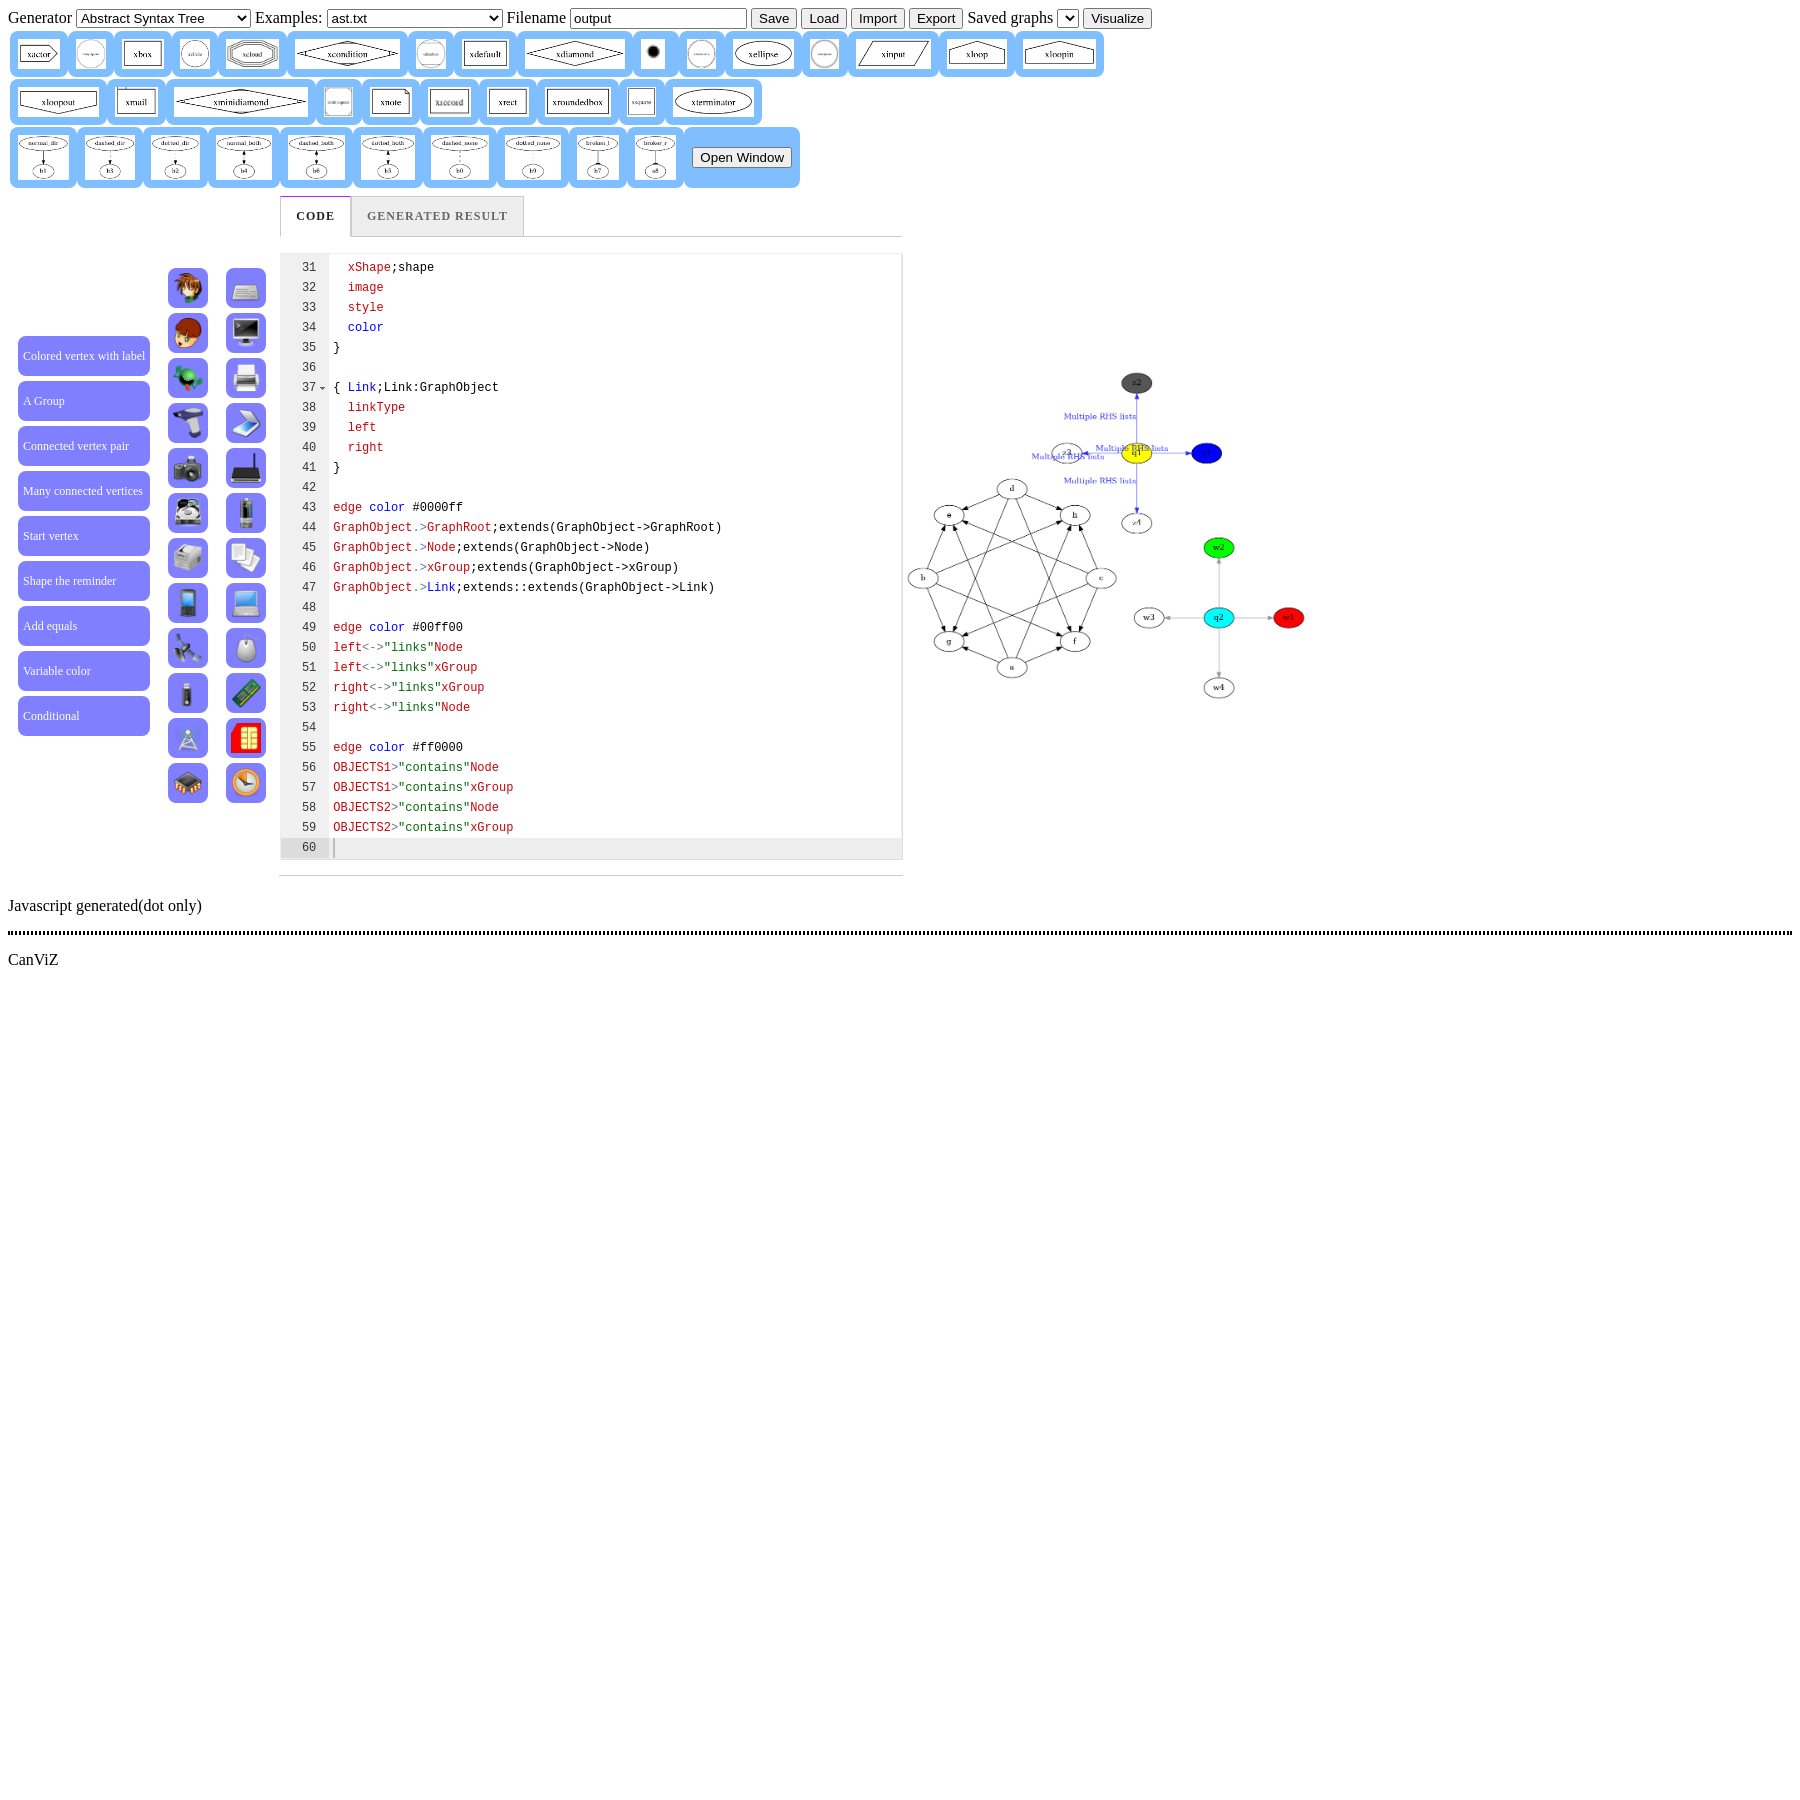 Generator Abstract Syntax Tree Examples: ast.txt Filename output Save Load Import Export Saved graphs Visualize
xactor xbox xcloud xcondition xdefault xdiamond xellipse xinput xloop xloopin
xloopout xmail xminidiamond xnote xrecord xrect xroundedbox xsquare xterminator
normal_dir dashed_dir dotted_dir normal_both dashed_both dotted_both dashed_none dotted_none broken_l broken_r
h1 h3 h2 h4 h6 h5 h0 h9 h7 a8
Open Window
CODE GENERATED RESULT
Colored vertex with label
A Group
Connected vertex pair
Many connected vertices
Start vertex
Shape the reminder
Add equals
Variable color
Conditional
31 xShape;shape
32 image
33 style
34 color
35 }
36
37 { Link;Link:GraphObject
38 linkType
39 left
40 right
41 }
42
43 edge color #0000ff
44 GraphObject.>GraphRoot;extends(GraphObject->GraphRoot)
45 GraphObject.>Node;extends(GraphObject->Node)
46 GraphObject.>xGroup;extends(GraphObject->xGroup)
47 GraphObject.>Link;extends::extends(GraphObject->Link)
48
49 edge color #00ff00
50 left<->"links"Node
51 left<->"links"xGroup
52 right<->"links"xGroup
53 right<->"links"Node
54
55 edge color #ff0000
56 OBJECTS1>"contains"Node
57 OBJECTS1>"contains"xGroup
58 OBJECTS2>"contains"Node
59 OBJECTS2>"contains"xGroup
60
z2
Multiple RHS lists
Multiple RHS lists
z3 q1
Multiple RHS lists
Multiple RHS lists
z4
d
e h
b c
g f
a
w2
w3 q2 w1
w4
Javascript generated(dot only)
CanViZ